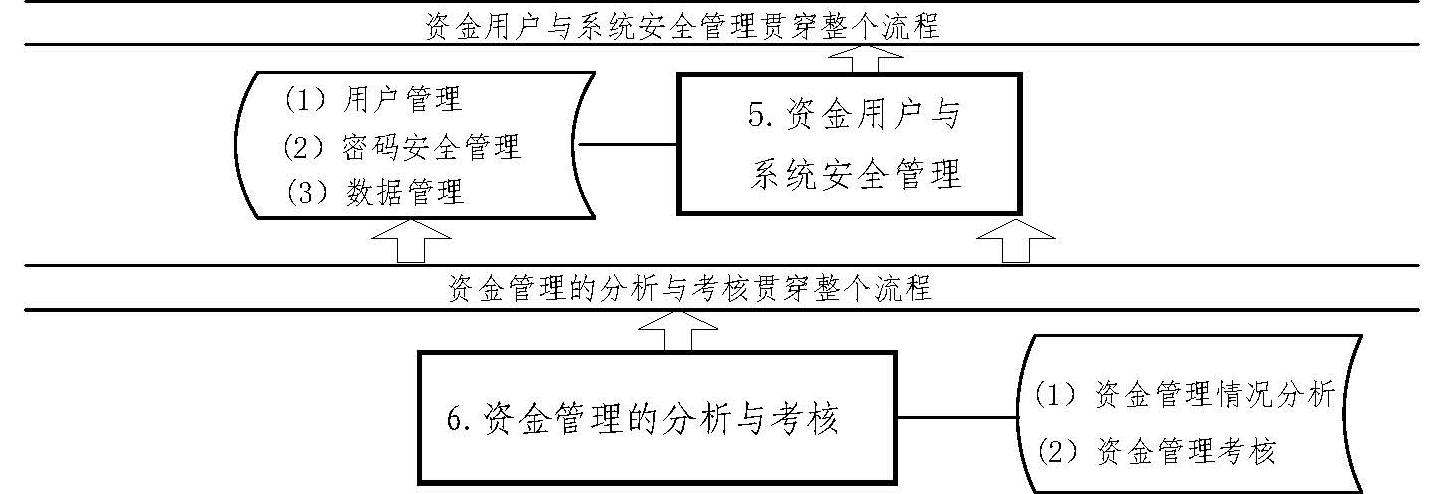 资金用户与系统安全管理贯穿整个流程
(1）用户管理
(2）密码安全管理
(3）数据管理
5.资金用户与
系统安全管理
资金管理的分析与考核贯穿整个流程
6.资金管理的分析与考核
(1）资金管理情况分析
(2）资金管理考核